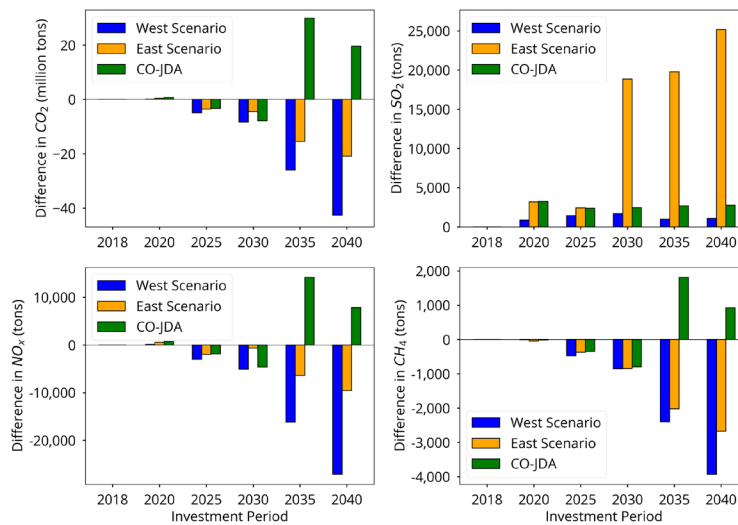 Difference in CO₂ (million tons)
20
0
−20
−40
West Scenario
East Scenario
CO-JDA
2018 2020 2025 2030 2035 2040
Difference in SO₂ (tons)
25,000
20,000
15,000
10,000
5,000
0
West Scenario
East Scenario
CO-JDA
2018 2020 2025 2030 2035 2040
Difference in NOₓ (tons)
10,000
0
-10,000
-20,000
West Scenario
East Scenario
CO-JDA
2018 2020 2025 2030 2035 2040
Investment Period
Difference in CH₄ (tons)
2,000
1,000
0
-1,000
-2,000
-3,000
-4,000
West Scenario
East Scenario
CO-JDA
2018 2020 2025 2030 2035 2040
Investment Period